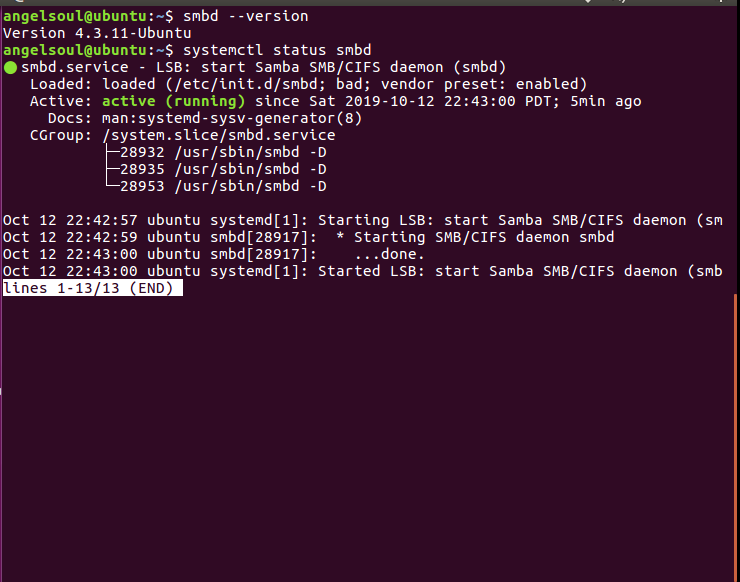 angelsoul@ubuntu:~$ smbd --version
Version 4.3.11-Ubuntu
angelsoul@ubuntu:~$ systemctl status smbd
● smbd.service - LSB: start Samba SMB/CIFS daemon (smbd)
   Loaded: loaded (/etc/init.d/smbd; bad; vendor preset: enabled)
   Active: active (running) since Sat 2019-10-12 22:43:00 PDT; 5min ago
     Docs: man:systemd-sysv-generator(8)
   CGroup: /system.slice/smbd.service
           ├─28932 /usr/sbin/smbd -D
           ├─28935 /usr/sbin/smbd -D
           └─28953 /usr/sbin/smbd -D

Oct 12 22:42:57 ubuntu systemd[1]: Starting LSB: start Samba SMB/CIFS daemon (sm
Oct 12 22:42:59 ubuntu smbd[28917]:  * Starting SMB/CIFS daemon smbd
Oct 12 22:43:00 ubuntu smbd[28917]:    ...done.
Oct 12 22:43:00 ubuntu systemd[1]: Started LSB: start Samba SMB/CIFS daemon (smb
lines 1-13/13 (END)